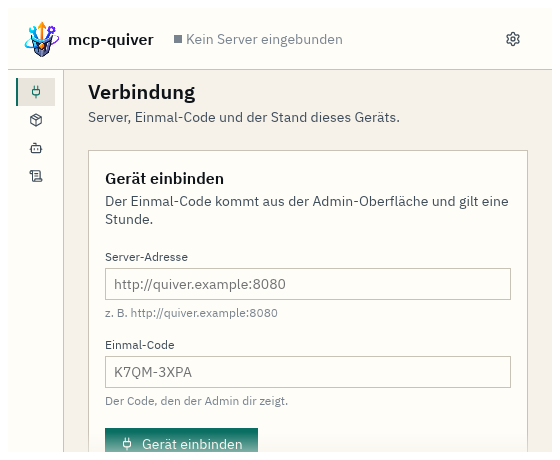 mcp-quiver
Kein Server eingebunden
Verbindung
Server, Einmal-Code und der Stand dieses Geräts.
Gerät einbinden
Der Einmal-Code kommt aus der Admin-Oberfläche und gilt eine
Stunde.
Server-Adresse
http://quiver.example:8080
z. B. http://quiver.example:8080
Einmal-Code
K7QM-3XPA
Der Code, den der Admin dir zeigt.
Gerät einbinden